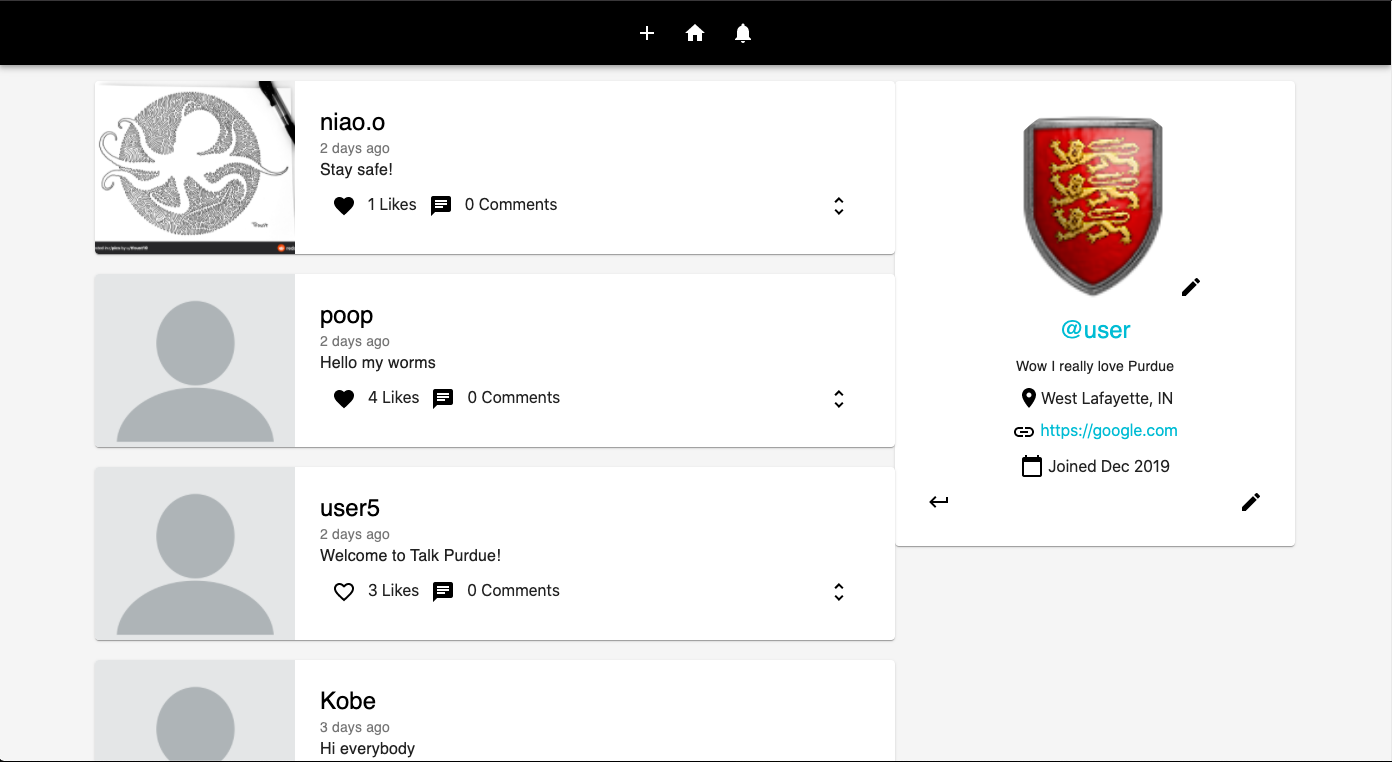 niao.o
2 days ago
Stay safe!
1 Likes 0 Comments
poop
2 days ago
Hello my worms
4 Likes 0 Comments
user5
2 days ago
Welcome to Talk Purdue!
3 Likes 0 Comments
Kobe
3 days ago
Hi everybody
@user
Wow I really love Purdue
West Lafayette, IN
https://google.com
Joined Dec 2019